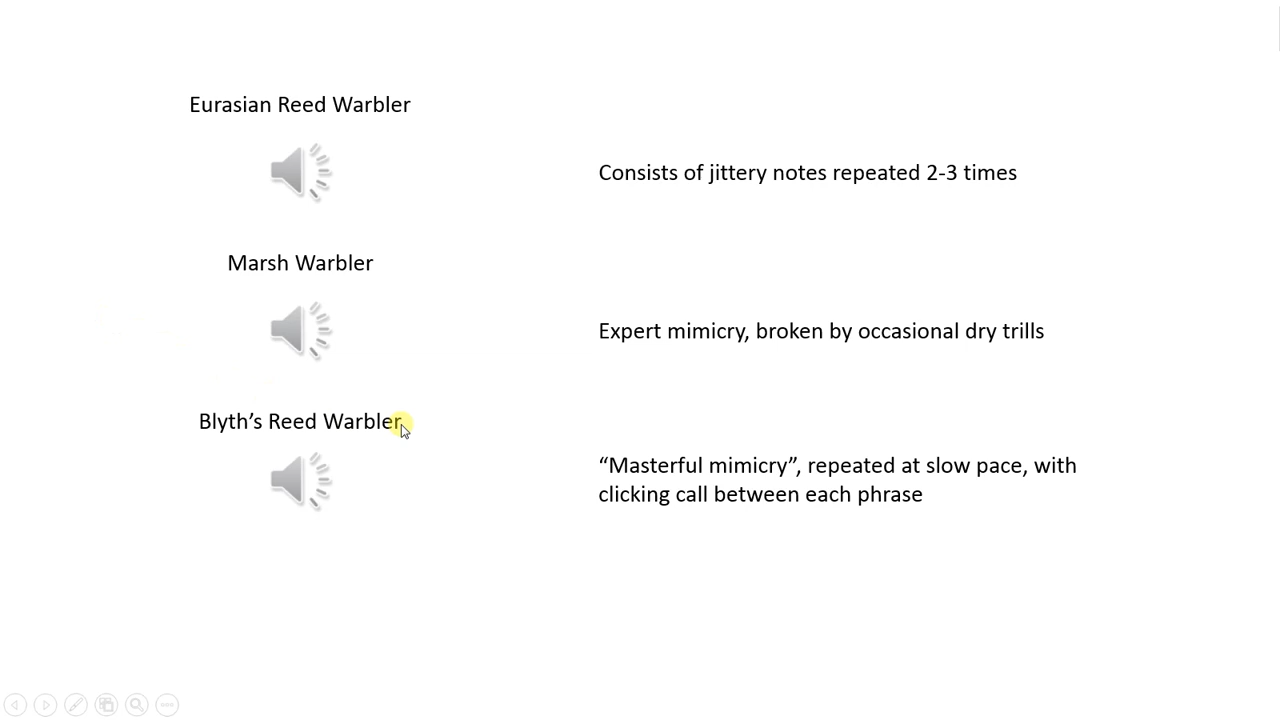 Eurasian Reed Warbler
Consists of jittery notes repeated 2-3 times
Marsh Warbler
Expert mimicry, broken by occasional dry trills
Blyth’s Reed Warbler
“Masterful mimicry”, repeated at slow pace, with
clicking call between each phrase